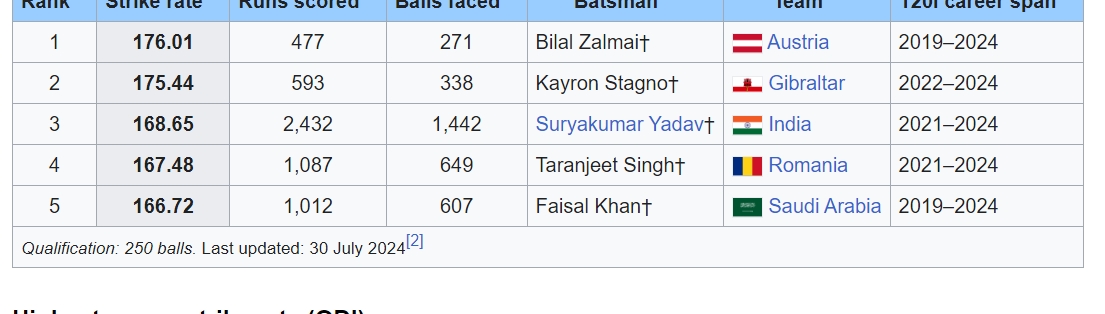 Rank Strike rate Runs scored Balls faced Batsman Team T20I career span
1 176.01 477 271 Bilal Zalmai† Austria 2019–2024
2 175.44 593 338 Kayron Stagno† Gibraltar 2022–2024
3 168.65 2,432 1,442 Suryakumar Yadav† India 2021–2024
4 167.48 1,087 649 Taranjeet Singh† Romania 2021–2024
5 166.72 1,012 607 Faisal Khan† Saudi Arabia 2019–2024
Qualification: 250 balls. Last updated: 30 July 2024[2]